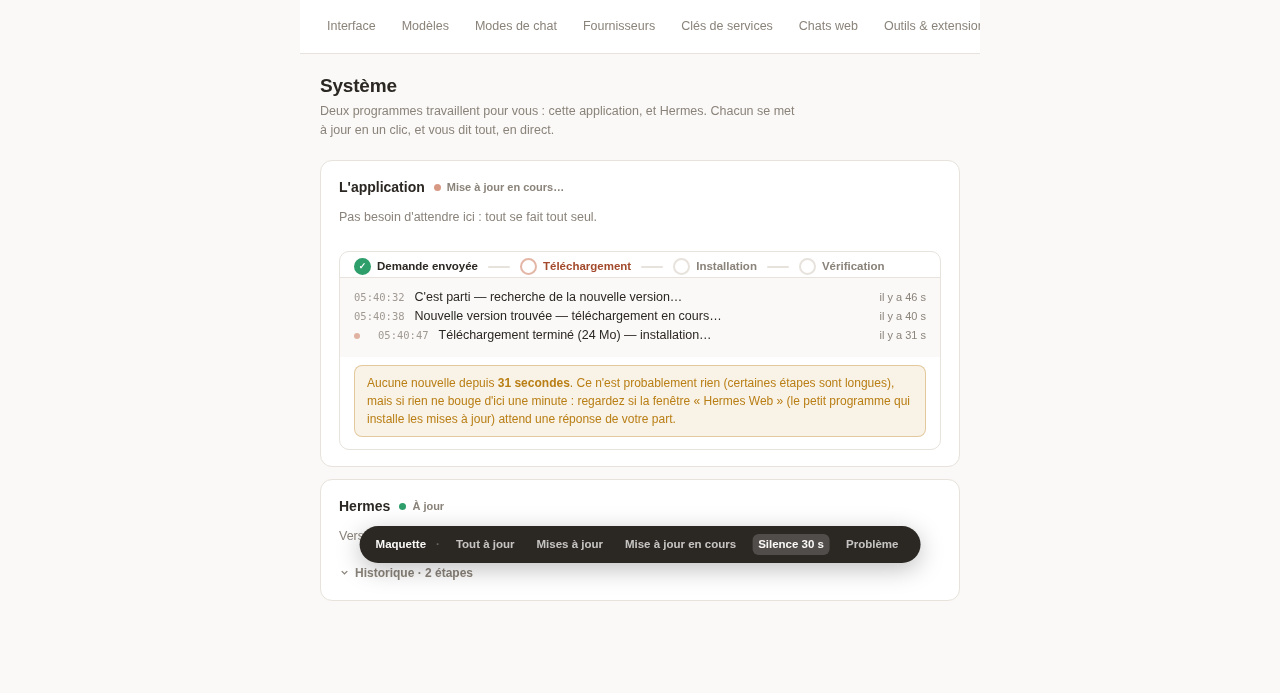 Interface Modèles Modes de chat Fournisseurs Clés de services Chats web Outils & extension
Système
Deux programmes travaillent pour vous : cette application, et Hermes. Chacun se met
à jour en un clic, et vous dit tout, en direct.
L'application Mise à jour en cours…
Pas besoin d'attendre ici : tout se fait tout seul.
✓ Demande envoyée Téléchargement Installation Vérification
05:40:32 C'est parti — recherche de la nouvelle version… il y a 46 s
05:40:38 Nouvelle version trouvée — téléchargement en cours… il y a 40 s
05:40:47 Téléchargement terminé (24 Mo) — installation… il y a 31 s
Aucune nouvelle depuis 31 secondes. Ce n'est probablement rien (certaines étapes sont longues),
mais si rien ne bouge d'ici une minute : regardez si la fenêtre « Hermes Web » (le petit programme qui
installe les mises à jour) attend une réponse de votre part.
Hermes À jour
Vers
Maquette · Tout à jour Mises à jour Mise à jour en cours Silence 30 s Problème
Historique · 2 étapes